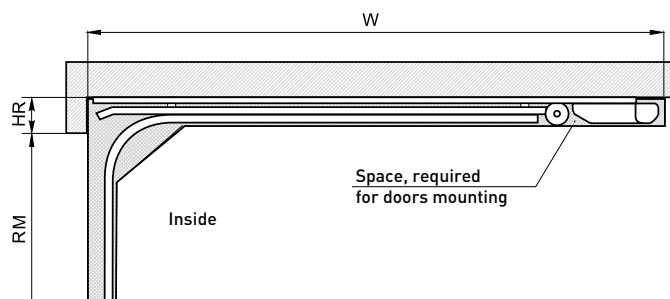 W
HR
Space, required
for doors mounting
Inside
RM